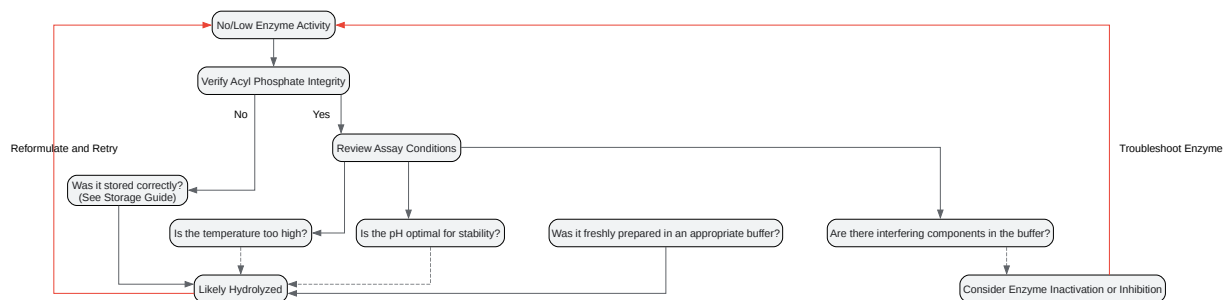 No/Low Enzyme Activity
Verify Acyl Phosphate Integrity
No
Yes
Reformulate and Retry
Review Assay Conditions
Troubleshoot Enzyme
Was it stored correctly?
(See Storage Guide)
Is the temperature too high?
Is the pH optimal for stability?
Was it freshly prepared in an appropriate buffer?
Are there interfering components in the buffer?
Likely Hydrolyzed
Consider Enzyme Inactivation or Inhibition